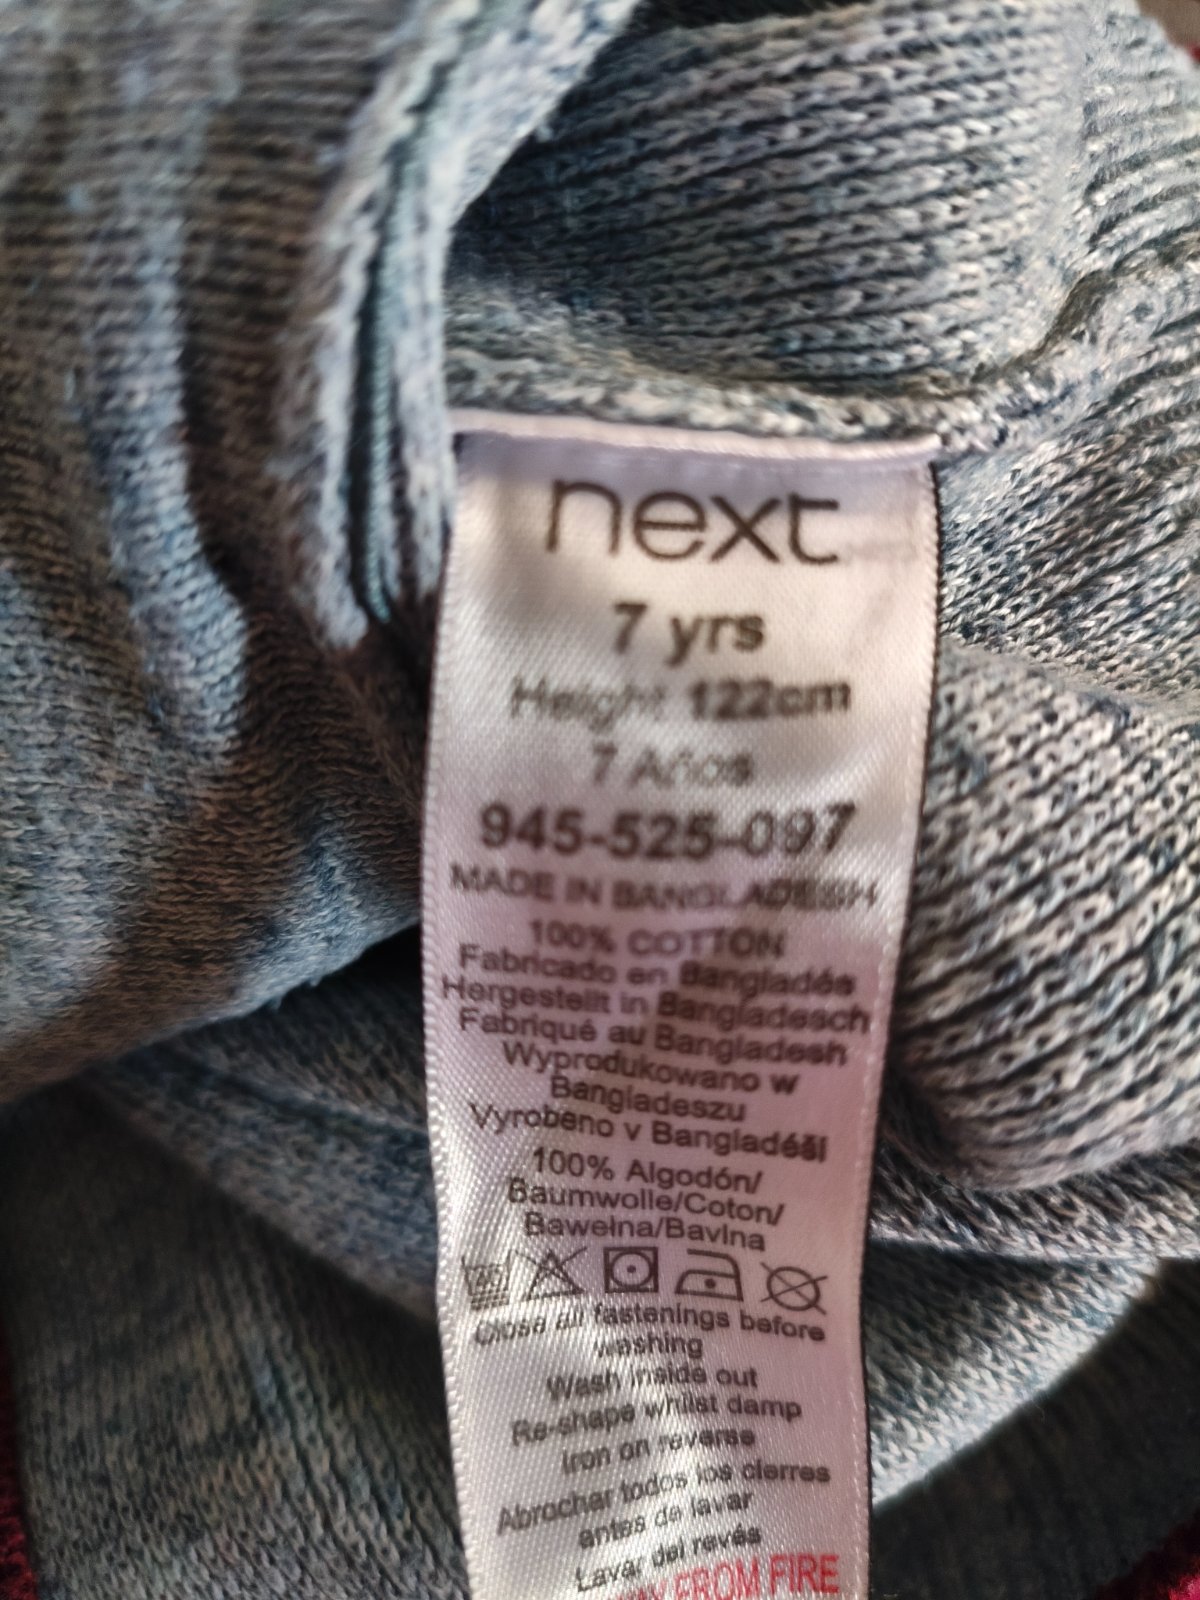 next
7 yrs
Height 122cm
7 Años
945-525-097
MADE IN BANGLADESH
100% COTTON
Fabricado en Bangladés
Hergestellt in Bangladesch
Fabriqué au Bangladesh
Wyprodukowano w
Bangladeszu
Vyrobeno v Bangladéši
100% Algodón/
Baumwolle/Coton/
Bawełna/Bavlna
40
Close all fastenings before
washing
Wash inside out
Re-shape whilst damp
Iron on reverse
Abrochar todos los cierres
antes de lavar
Lavar del revés
FROM FIRE